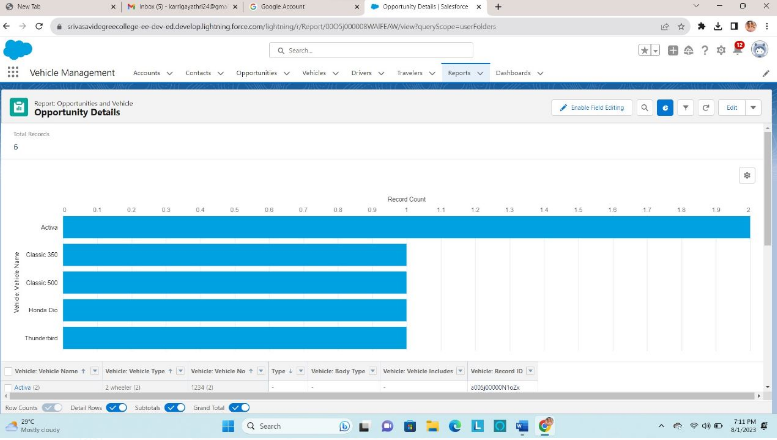 New Tab
Inbox (5) - karrigayathri24@gmai
Google Account
Opportunity Details | Salesforce
srivasavidegreecollege-ee-dev-ed.develop.lightning.force.com/lightning/r/Report/00O5j000008WAlFEAW/view?queryScope=userFolders
Search...
12
Vehicle Management
Accounts
Contacts
Opportunities
Vehicles
Drivers
Travelers
Reports
Dashboards
Report: Opportunities and Vehicle
Opportunity Details
Enable Field Editing
Edit
Total Records
6
Record Count
0 0.1 0.2 0.3 0.4 0.5 0.6 0.7 0.8 0.9 1 1.1 1.2 1.3 1.4 1.5 1.6 1.7 1.8 1.9 2
Vehicle: Vehicle Name
Activa
Classic 350
Classic 500
Honda Dio
Thunderbird
Vehicle: Vehicle Name ↑ Vehicle: Vehicle Type ↑ Vehicle: Vehicle No ↑ Type ↓ Vehicle: Body Type Vehicle: Vehicle Includes Vehicle: Record ID
Activa (2) 2 wheeler (2) 1234 (2) - - -
Row Counts Detail Rows Subtotals Grand Total
29°C
Mostly cloudy
Search
7:11 PM
8/1/2023